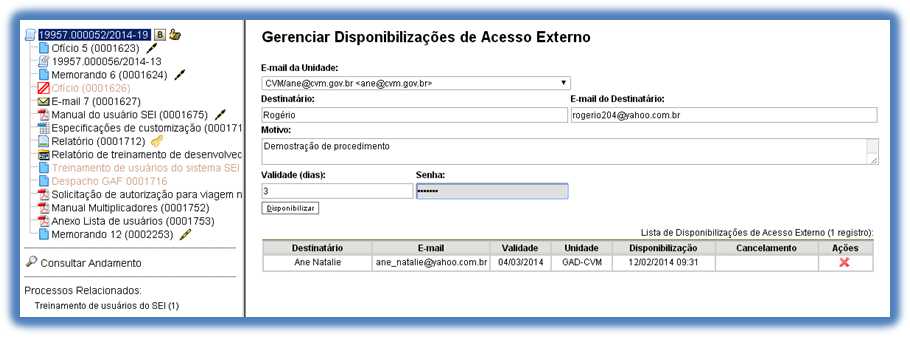 19957.000052/2014-19 B
Ofício 5 (0001623)
19957.000056/2014-13
Memorando 6 (0001624)
Ofício (0001626)
E-mail 7 (0001627)
Manual do usuário SEI (0001675)
Especificações de customização (000171
Relatório (0001712)
Relatório de treinamento de desenvolvec
Treinamento de usuários do sistema SEI
Despacho GAF 0001716
Solicitação de autorização para viagem n
Manual Multiplicadores (0001752)
Anexo Lista de usuários (0001753)
Memorando 12 (0002253)
Consultar Andamento
Processos Relacionados:
Treinamento de usuários do SEI (1)
Gerenciar Disponibilizações de Acesso Externo
E-mail da Unidade:
CVM/ane@cvm.gov.br <ane@cvm.gov.br>
Destinatário: E-mail do Destinatário:
Rogério rogerio204@yahoo.com.br
Motivo:
Demostração de procedimento
Validade (dias): Senha:
3 •••••••
Disponibilizar
Lista de Disponibilizações de Acesso Externo (1 registro):
Destinatário E-mail Validade Unidade Disponibilização Cancelamento Ações
Ane Natalie ane_natalie@yahoo.com.br 04/03/2014 GAD-CVM 12/02/2014 09:31